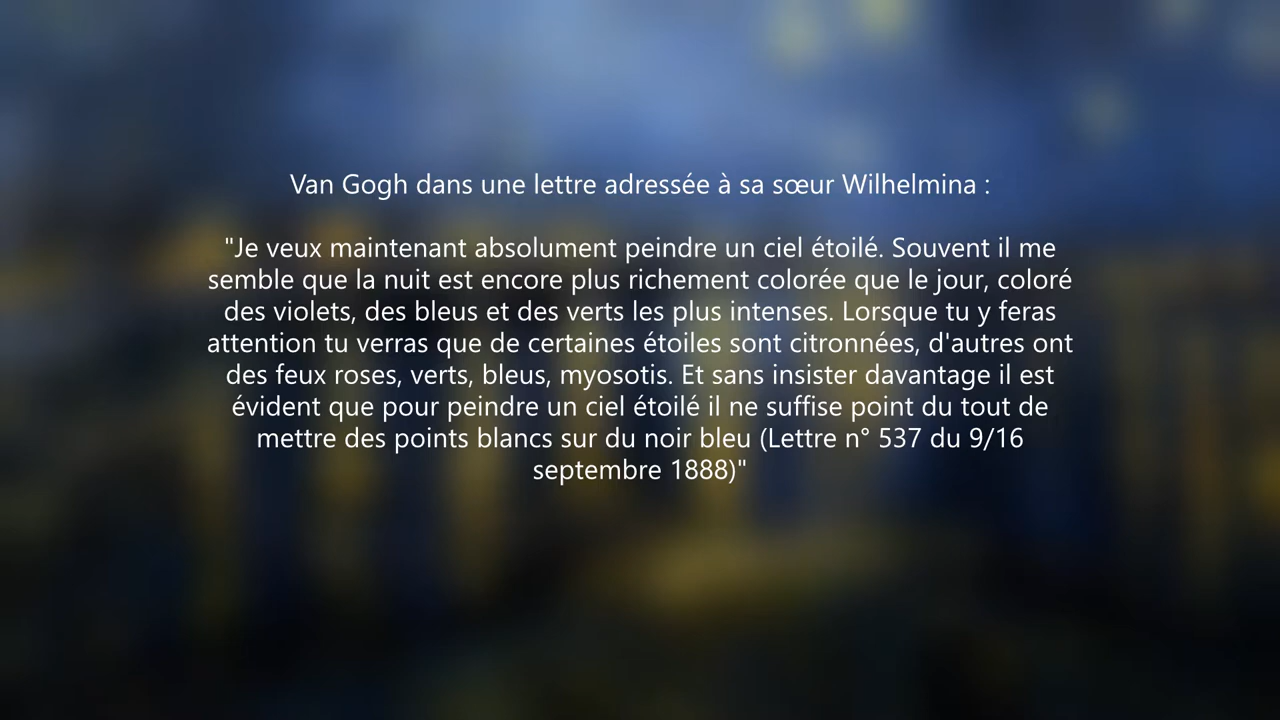 Van Gogh dans une lettre adressée à sa sœur Wilhelmina :
"Je veux maintenant absolument peindre un ciel étoilé. Souvent il me
semble que la nuit est encore plus richement colorée que le jour, coloré
des violets, des bleus et des verts les plus intenses. Lorsque tu y feras
attention tu verras que de certaines étoiles sont citronnées, d'autres ont
des feux roses, verts, bleus, myosotis. Et sans insister davantage il est
évident que pour peindre un ciel étoilé il ne suffise point du tout de
mettre des points blancs sur du noir bleu (Lettre n° 537 du 9/16
septembre 1888)"